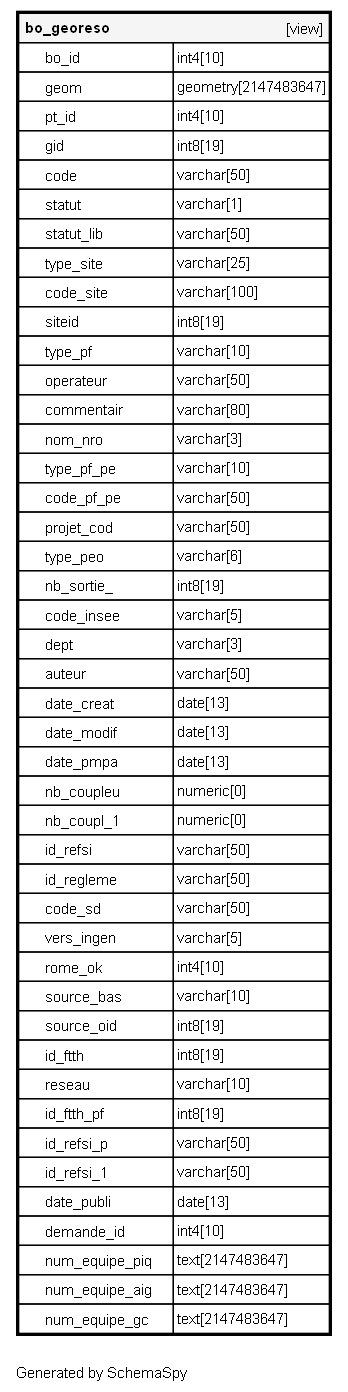 bo_georeso [view]
bo_id int4[10]
geom geometry[2147483647]
pt_id int4[10]
gid int8[19]
code varchar[50]
statut varchar[1]
statut_lib varchar[50]
type_site varchar[25]
code_site varchar[100]
siteid int8[19]
type_pf varchar[10]
operateur varchar[50]
commentair varchar[80]
nom_nro varchar[3]
type_pf_pe varchar[10]
code_pf_pe varchar[50]
projet_cod varchar[50]
type_peo varchar[6]
nb_sortie_ int8[19]
code_insee varchar[5]
dept varchar[3]
auteur varchar[50]
date_creat date[13]
date_modif date[13]
date_pmpa date[13]
nb_coupleu numeric[0]
nb_coupl_1 numeric[0]
id_refsi varchar[50]
id_regleme varchar[50]
code_sd varchar[50]
vers_ingen varchar[5]
rome_ok int4[10]
source_bas varchar[10]
source_oid int8[19]
id_ftth int8[19]
reseau varchar[10]
id_ftth_pf int8[19]
id_refsi_p varchar[50]
id_refsi_1 varchar[50]
date_publi date[13]
demande_id int4[10]
num_equipe_piq text[2147483647]
num_equipe_aig text[2147483647]
num_equipe_gc text[2147483647]
Generated by SchemaSpy